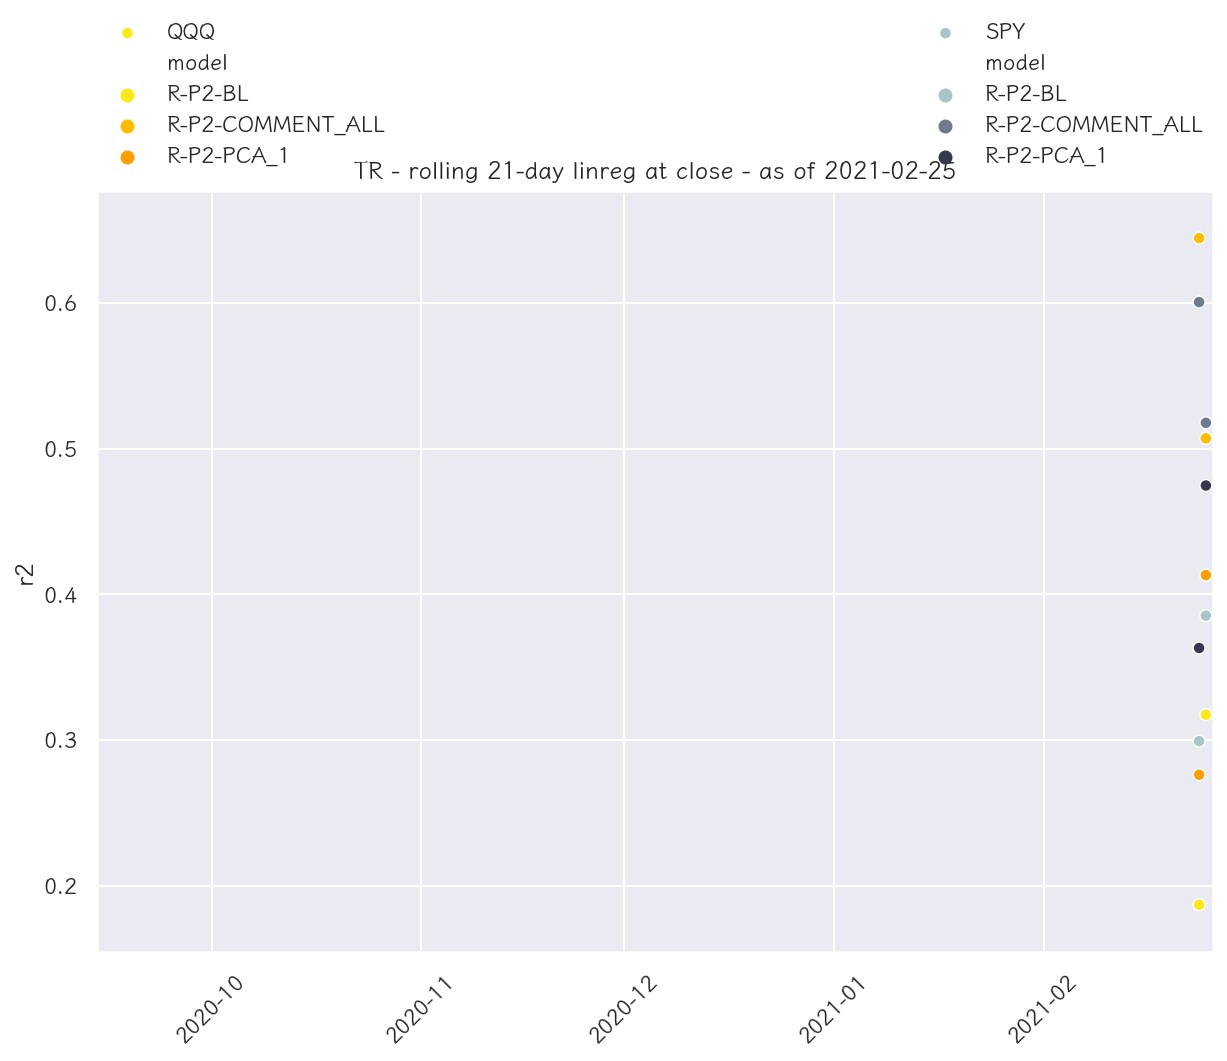 QQQ
model
R-P2-BL
R-P2-COMMENT_ALL
R-P2-PCA_1
SPY
model
R-P2-BL
R-P2-COMMENT_ALL
R-P2-PCA_1
TR - rolling 21-day linreg at close - as of 2021-02-25
r2
0.6
0.5
0.4
0.3
0.2
2020-10
2020-11
2020-12
2021-01
2021-02